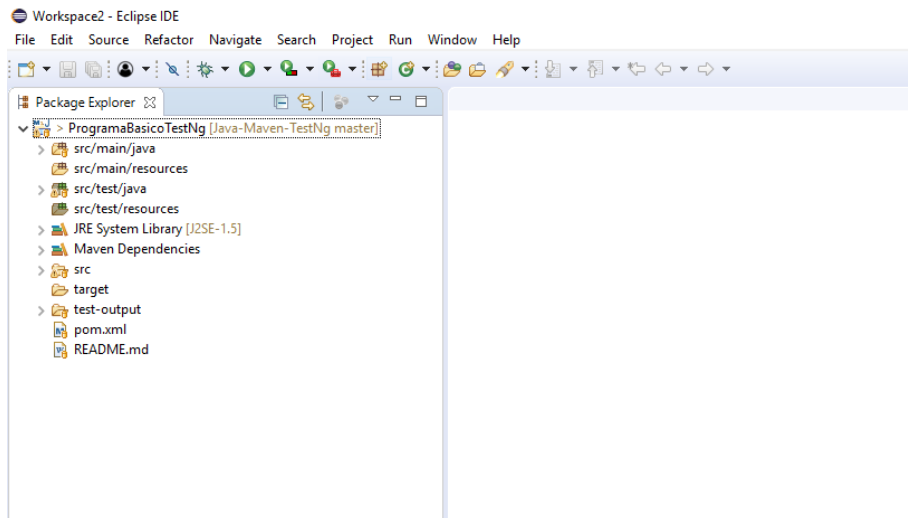 Workspace2 - Eclipse IDE
File Edit Source Refactor Navigate Search Project Run Window Help
Package Explorer
> ProgramaBasicoTestNg [Java-Maven-TestNg master]
src/main/java
src/main/resources
src/test/java
src/test/resources
JRE System Library [J2SE-1.5]
Maven Dependencies
src
target
test-output
pom.xml
README.md